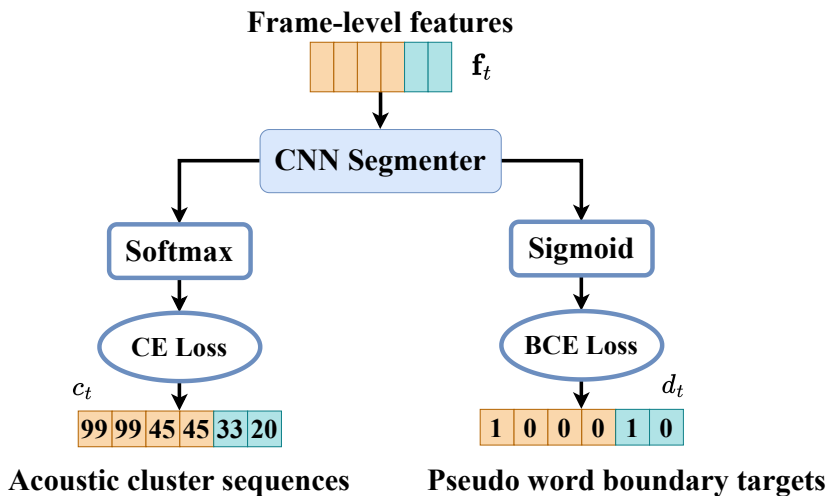 Frame-level features
f_t
CNN Segmenter
Softmax
Sigmoid
CE Loss
BCE Loss
c_t
d_t
99 99 45 45 33 20
1 0 0 0 1 0
Acoustic cluster sequences
Pseudo word boundary targets